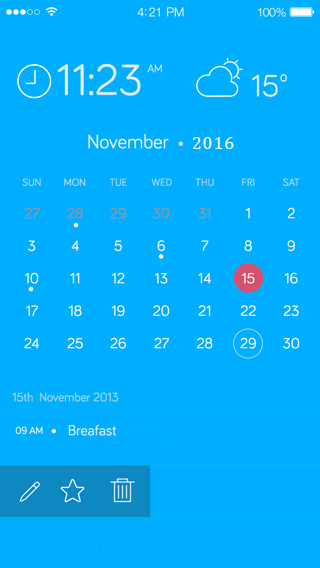 4:21 PM 100%
11:23 AM 15°
November • 2016
SUN MON TUE WED THU FRI SAT
27 28 29 30 31 1 2
3 4 5 6 7 8 9
10 11 12 13 14 15 16
17 18 19 20 21 22 23
24 25 26 27 28 29 30
15th November 2013
09 AM • Breafast